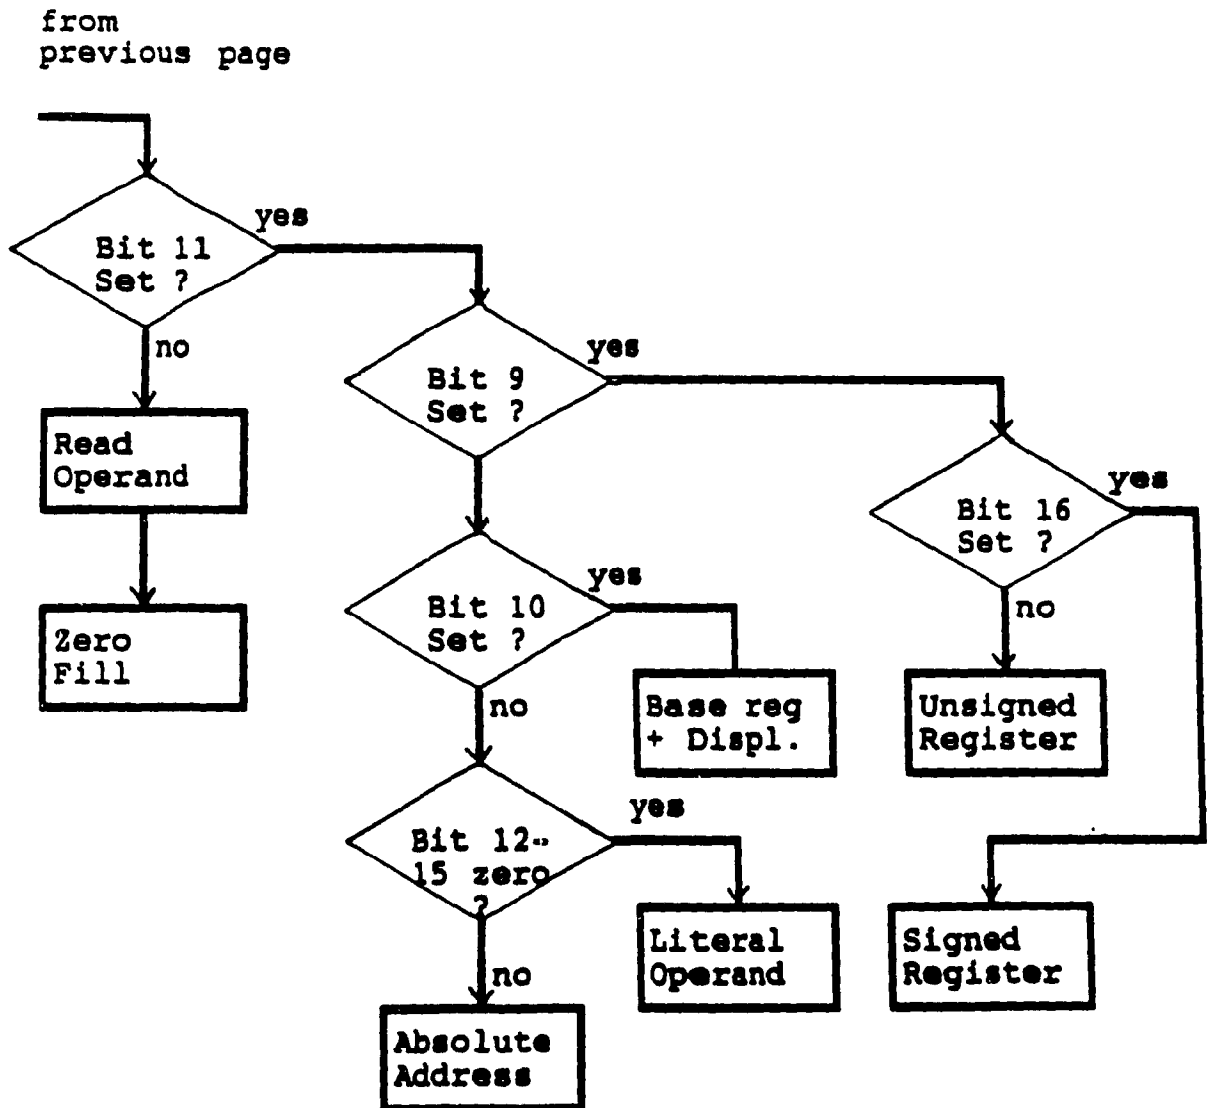 from
previous page
yes
Bit 11
Set ?
no
yes
Bit 9
Set ?
Read
Operand
yes
Bit 16
Set ?
yes
Bit 10
Set ?
no
Zero
Fill
no
Base reg
+ Displ.
Unsigned
Register
yes
Bit 12-
15 zero
?
Literal
Operand
Signed
Register
no
Absolute
Address